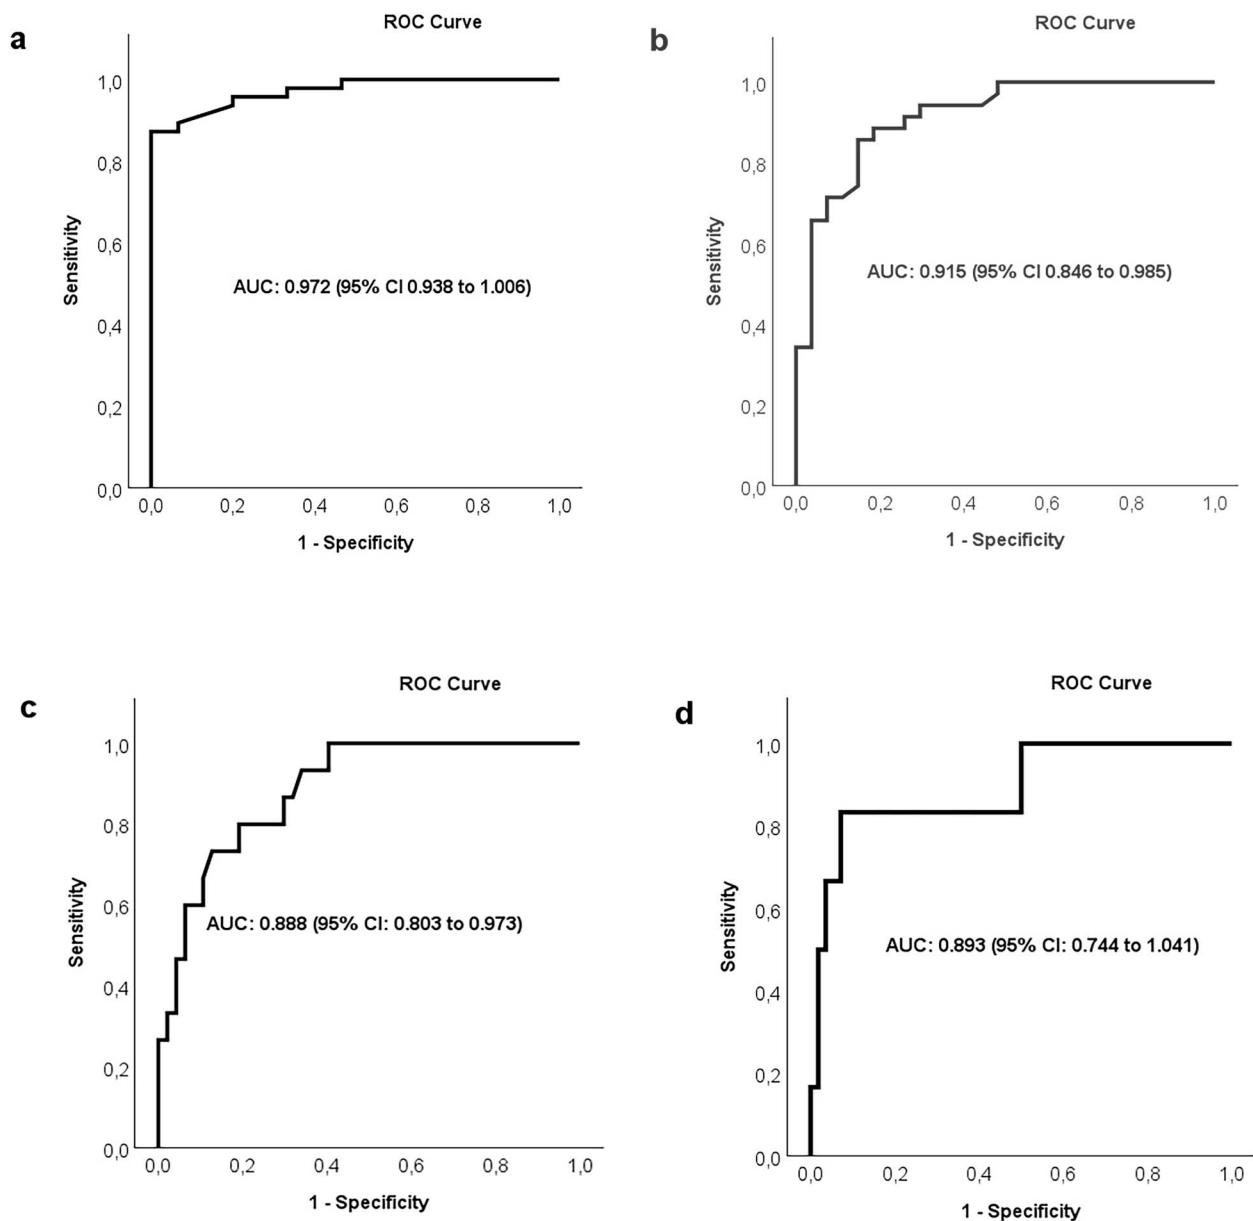 a
ROC Curve
1,0
0,8
0,6
0,4
0,2
0,0
Sensitivity
AUC: 0.972 (95% CI 0.938 to 1.006)
0,0 0,2 0,4 0,6 0,8 1,0
1 - Specificity
b
ROC Curve
1,0
0,8
0,6
0,4
0,2
0,0
Sensitivity
AUC: 0.915 (95% CI 0.846 to 0.985)
0,0 0,2 0,4 0,6 0,8 1,0
1 - Specificity
c
ROC Curve
1,0
0,8
0,6
0,4
0,2
0,0
Sensitivity
AUC: 0.888 (95% CI: 0.803 to 0.973)
0,0 0,2 0,4 0,6 0,8 1,0
1 - Specificity
d
ROC Curve
1,0
0,8
0,6
0,4
0,2
0,0
Sensitivity
AUC: 0.893 (95% CI: 0.744 to 1.041)
0,0 0,2 0,4 0,6 0,8 1,0
1 - Specificity